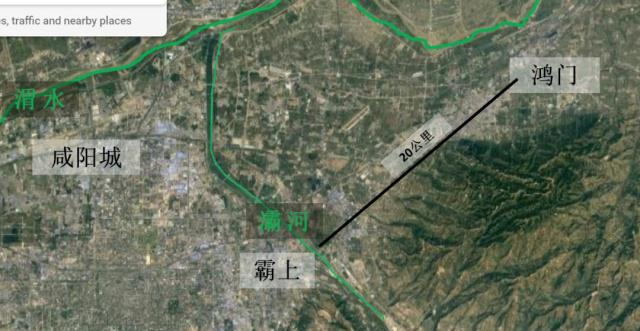 s, traffic and nearby places
鸿门
渭水
20公里
咸阳城
灞河
霸上